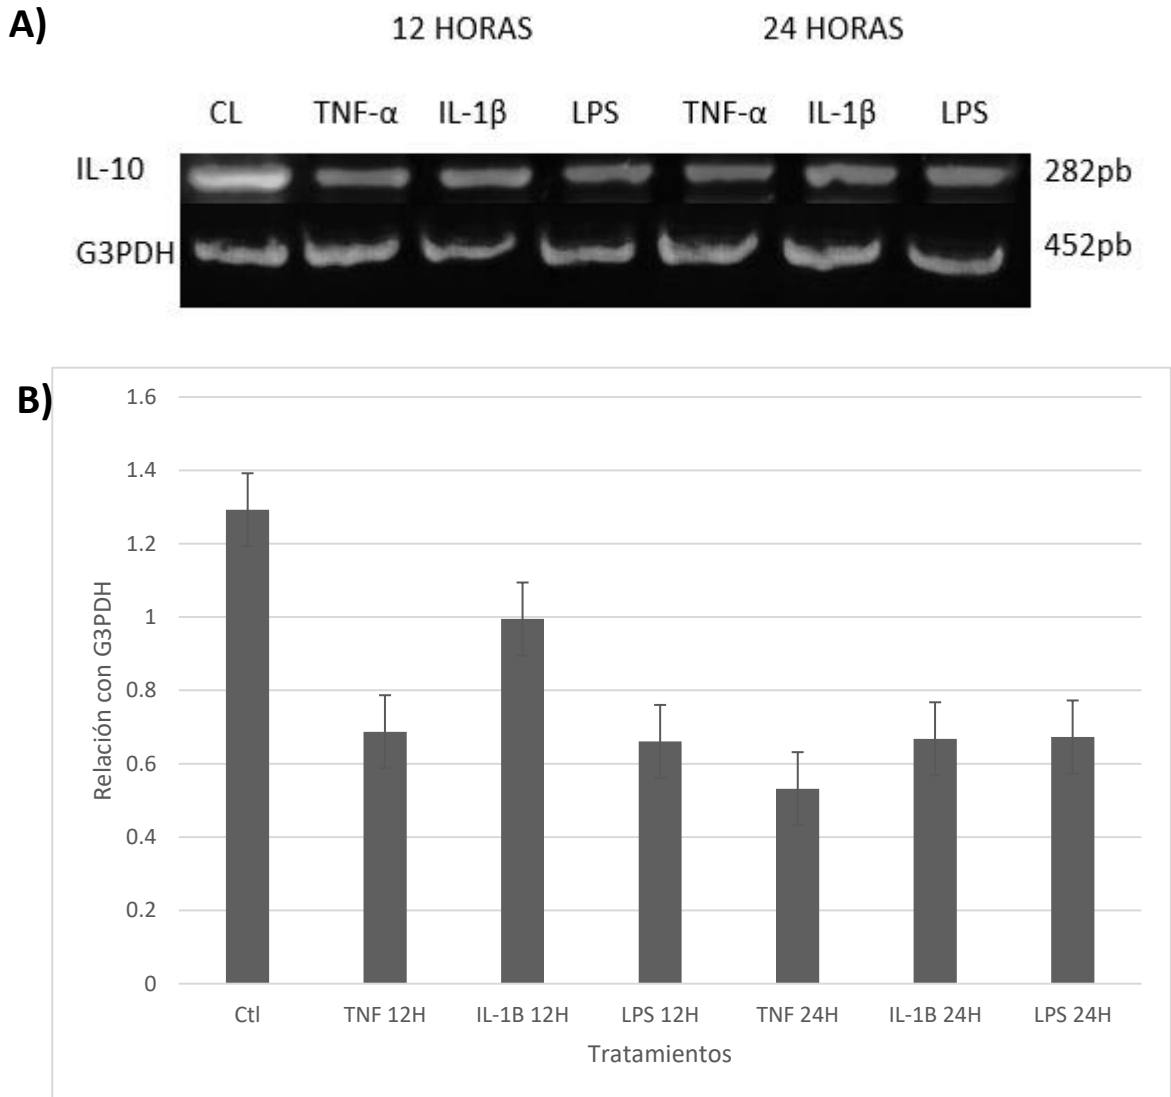 A)
12 HORAS 24 HORAS
CL TNF-α IL-1β LPS TNF-α IL-1β LPS
IL-10 282pb
G3PDH 452pb
B)
1.6
1.4
1.2
1
0.8
0.6
0.4
0.2
0
Relación con G3PDH
Ctl TNF 12H IL-1B 12H LPS 12H TNF 24H IL-1B 24H LPS 24H
Tratamientos